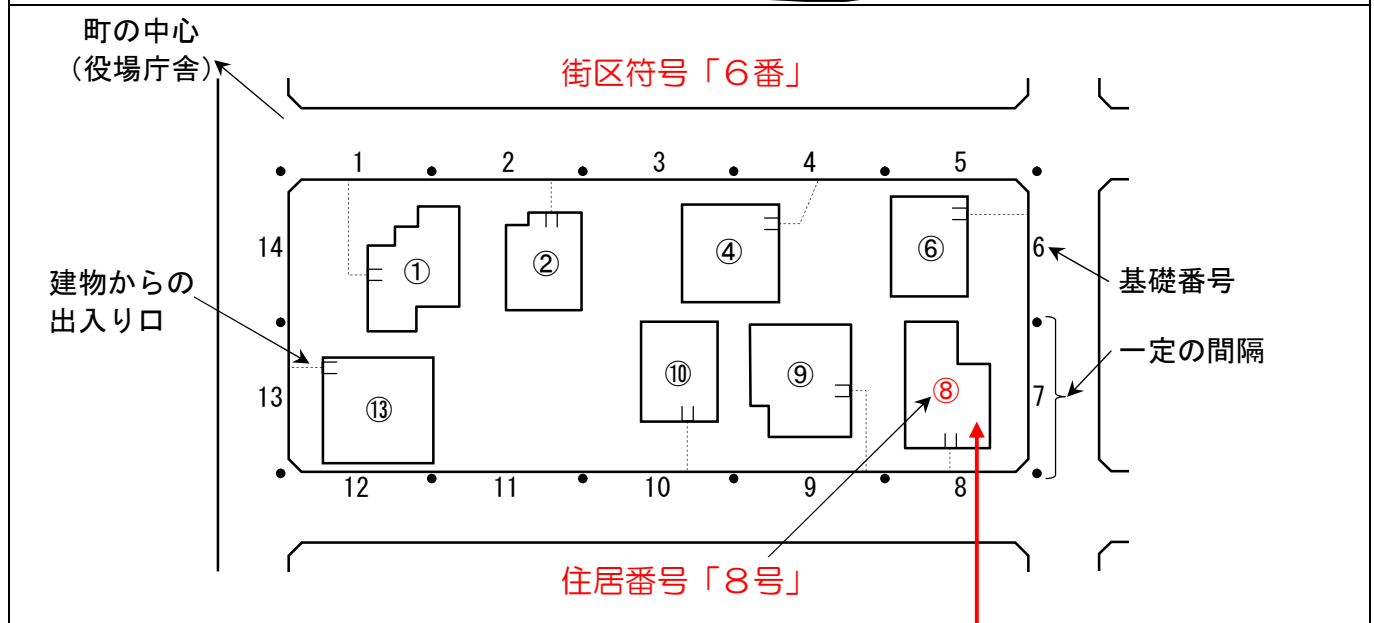 町の中心
（役場庁舎）
街区符号「６番」
1 2 3 4 5
14 ① ② ④ ⑥ 6
基礎番号
建物からの
出入り口
一定の間隔
13 ⑬ ⑩ ⑨ ⑧ 7
12 11 10 9 8
住居番号「８号」